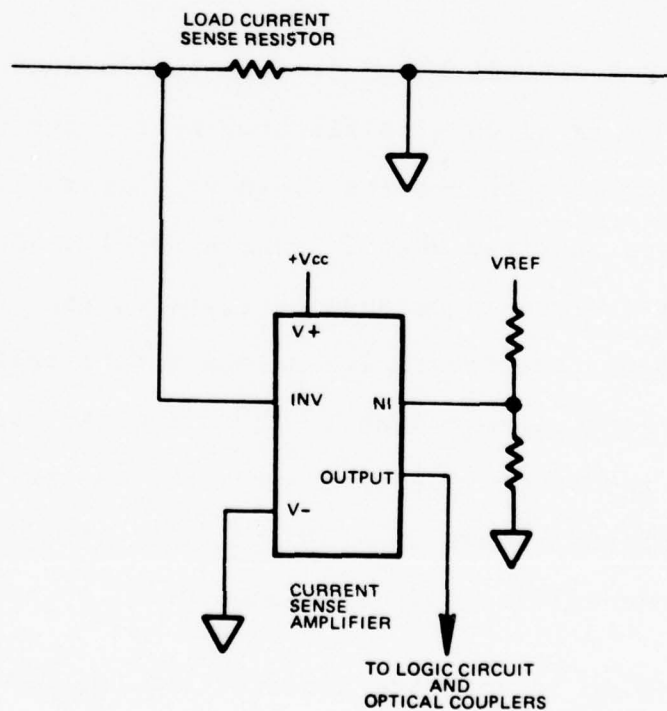 LOAD CURRENT
SENSE RESISTOR
+Vcc
VREF
V+
INV
NI
OUTPUT
V-
CURRENT
SENSE
AMPLIFIER
TO LOGIC CIRCUIT
AND
OPTICAL COUPLERS